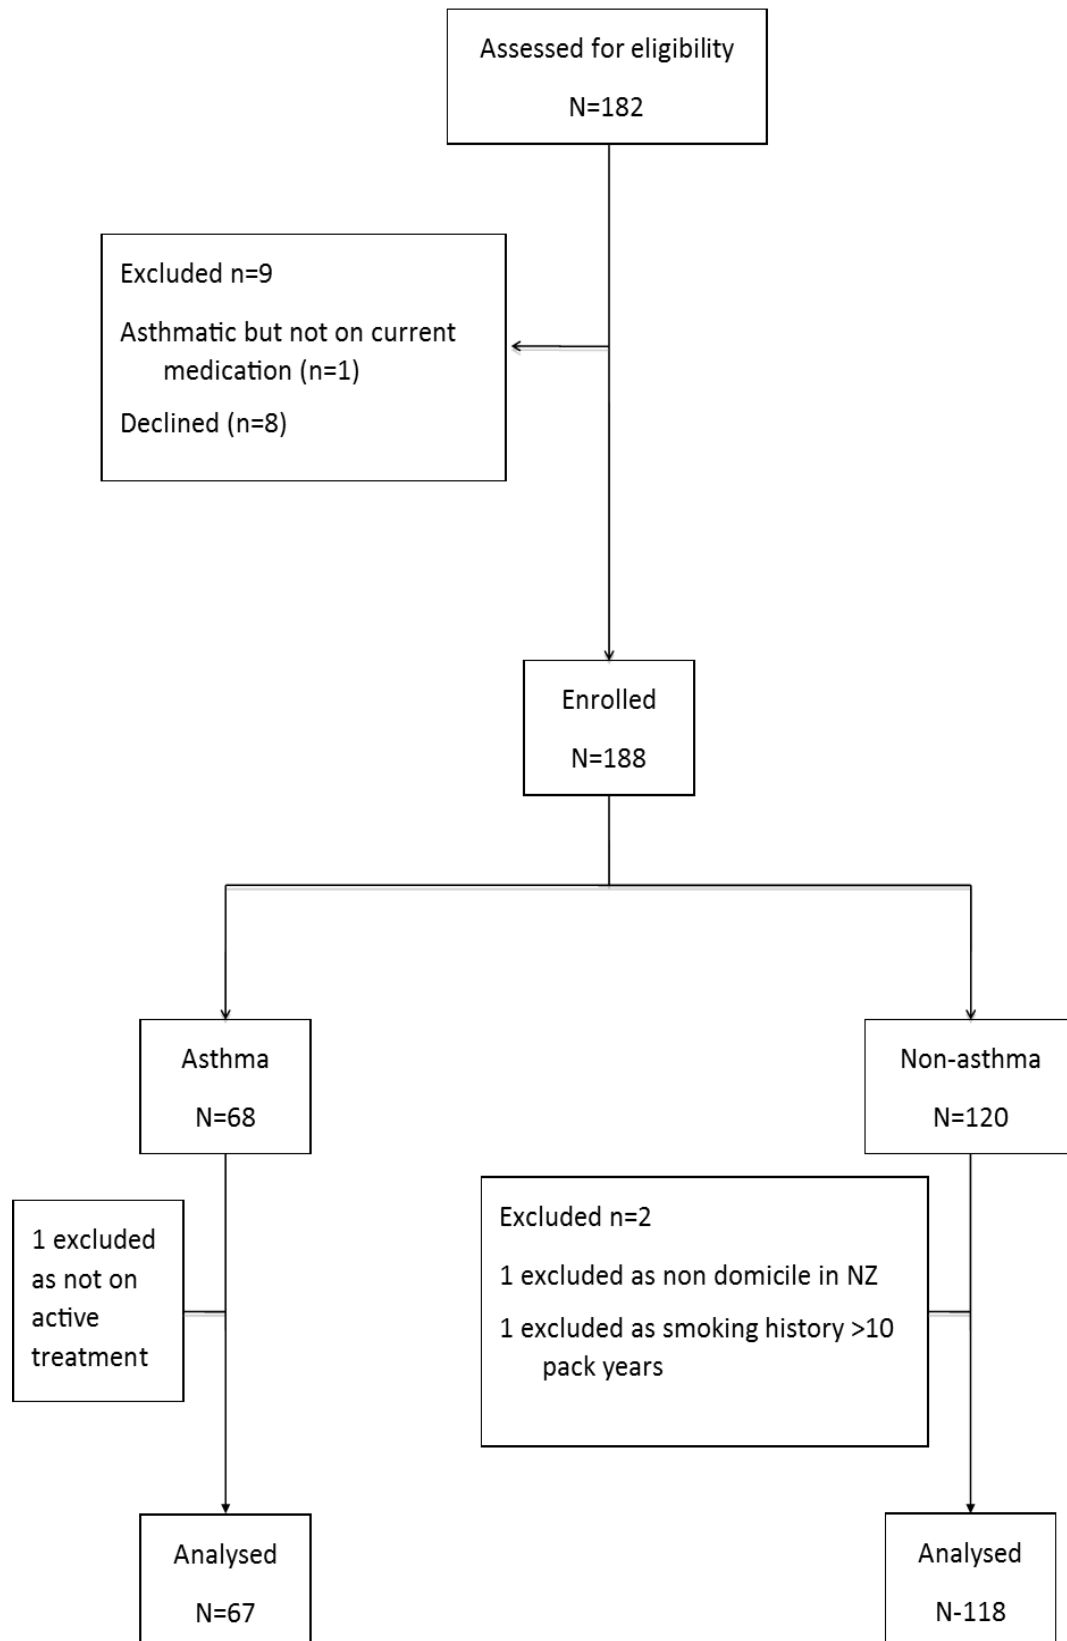 Assessed for eligibility
N=182
Excluded n=9
Asthmatic but not on current
medication (n=1)
Declined (n=8)
Enrolled
N=188
Asthma
N=68
Non-asthma
N=120
1 excluded
as not on
active
treatment
Excluded n=2
1 excluded as non domicile in NZ
1 excluded as smoking history >10
pack years
Analysed
N=67
Analysed
N-118